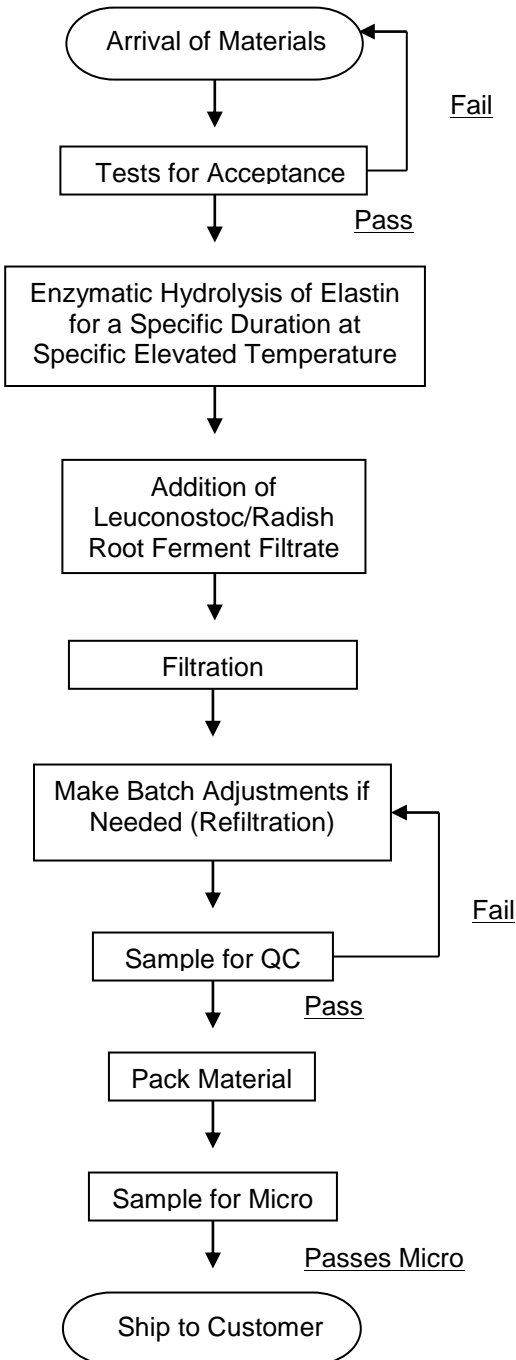 Arrival of Materials
Fail
Tests for Acceptance
Pass
Enzymatic Hydrolysis of Elastin
for a Specific Duration at
Specific Elevated Temperature
Addition of
Leuconostoc/Radish
Root Ferment Filtrate
Filtration
Make Batch Adjustments if
Needed (Refiltration)
Fail
Sample for QC
Pass
Pack Material
Sample for Micro
Passes Micro
Ship to Customer